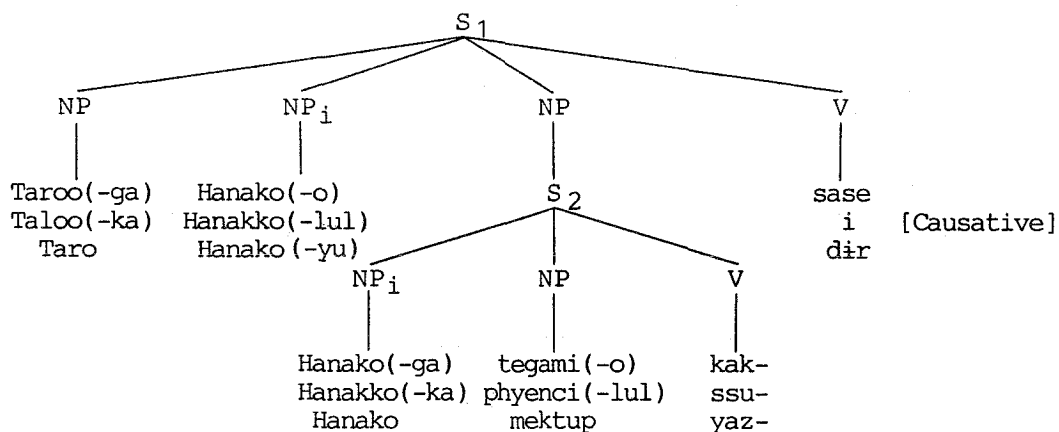 S1
NP NPi NP V
Taroo(-ga) Hanako(-o) S2 sase
Taloo(-ka) Hanakko(-lul) i [Causative]
Taro Hanako(-yu) dɨr
NPi NP V
Hanako(-ga) tegami(-o) kak-
Hanakko(-ka) phyenci(-lul) ssu-
Hanako mektup yaz-